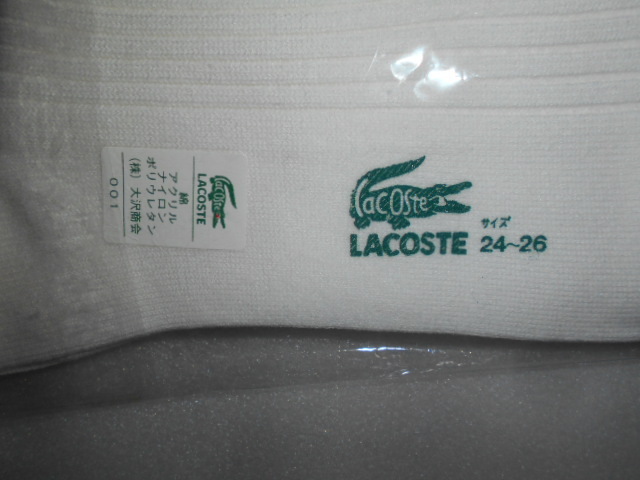 LACOSTE
綿
アクリル
ナイロン
ポリウレタン
(株) 大沢商会
001
Lacoste
LACOSTE サイズ 24~26